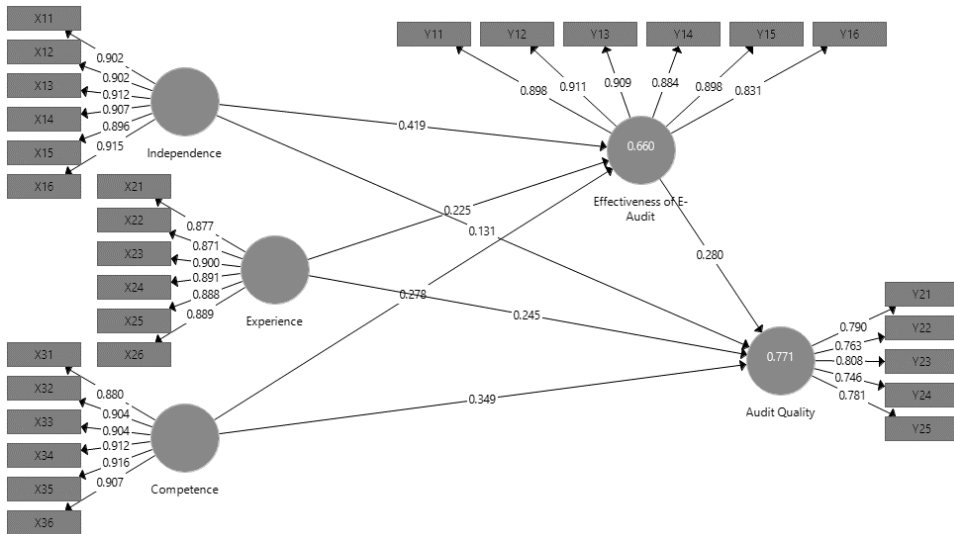 X11
X12
X13
X14
X15
X16
0.902
0.902
0.912
0.907
0.896
0.915
Independence
X21
X22
X23
X24
X25
X26
0.877
0.871
0.900
0.891
0.888
0.889
Experience
X31
X32
X33
X34
X35
X36
0.880
0.904
0.904
0.912
0.916
0.907
Competence
0.419
0.225
0.131
0.278
0.245
0.349
0.280
Y11
Y12
Y13
Y14
Y15
Y16
0.898
0.911
0.909
0.884
0.898
0.831
0.660
Effectiveness of E-
Audit
0.771
Audit Quality
0.790
0.763
0.808
0.746
0.781
Y21
Y22
Y23
Y24
Y25